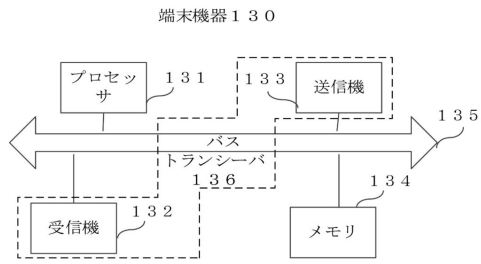 端末機器１３０
プロセッ
サ
１３１
１３３
送信機
１３５
バス
トランシーバ
１３６
１３４
受信機
１３２
メモリ